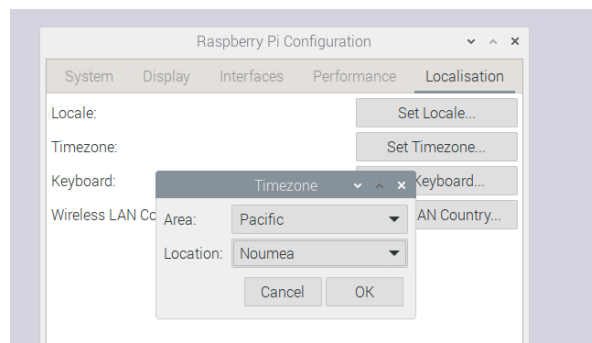 Raspberry Pi Configuration
System Display Interfaces Performance Localisation
Locale: Set Locale...
Timezone: Set Timezone...
Keyboard: Keyboard...
Wireless LAN Co AN Country...
Timezone
Area: Pacific
Location: Noumea
Cancel OK